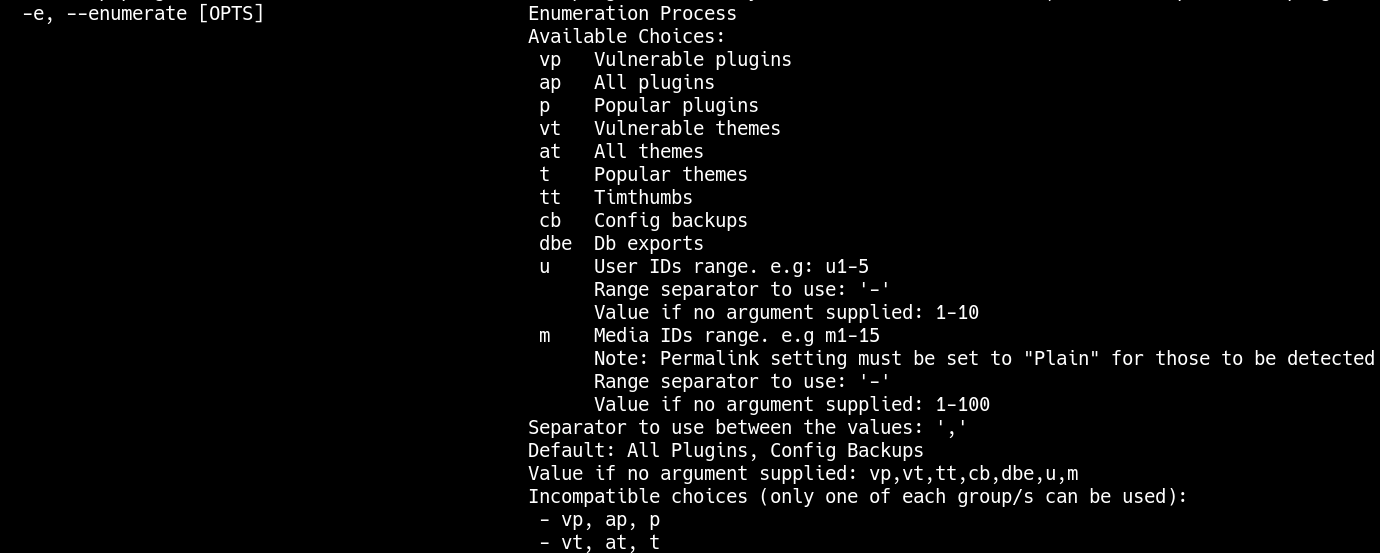 -e, --enumerate [OPTS] Enumeration Process
Available Choices:
vp Vulnerable plugins
ap All plugins
p Popular plugins
vt Vulnerable themes
at All themes
t Popular themes
tt Timthumbs
cb Config backups
dbe Db exports
u User IDs range. e.g: u1-5
Range separator to use: '-'
Value if no argument supplied: 1-10
m Media IDs range. e.g m1-15
Note: Permalink setting must be set to "Plain" for those to be detected
Range separator to use: '-'
Value if no argument supplied: 1-100
Separator to use between the values: ','
Default: All Plugins, Config Backups
Value if no argument supplied: vp,vt,tt,cb,dbe,u,m
Incompatible choices (only one of each group/s can be used):
- vp, ap, p
- vt, at, t